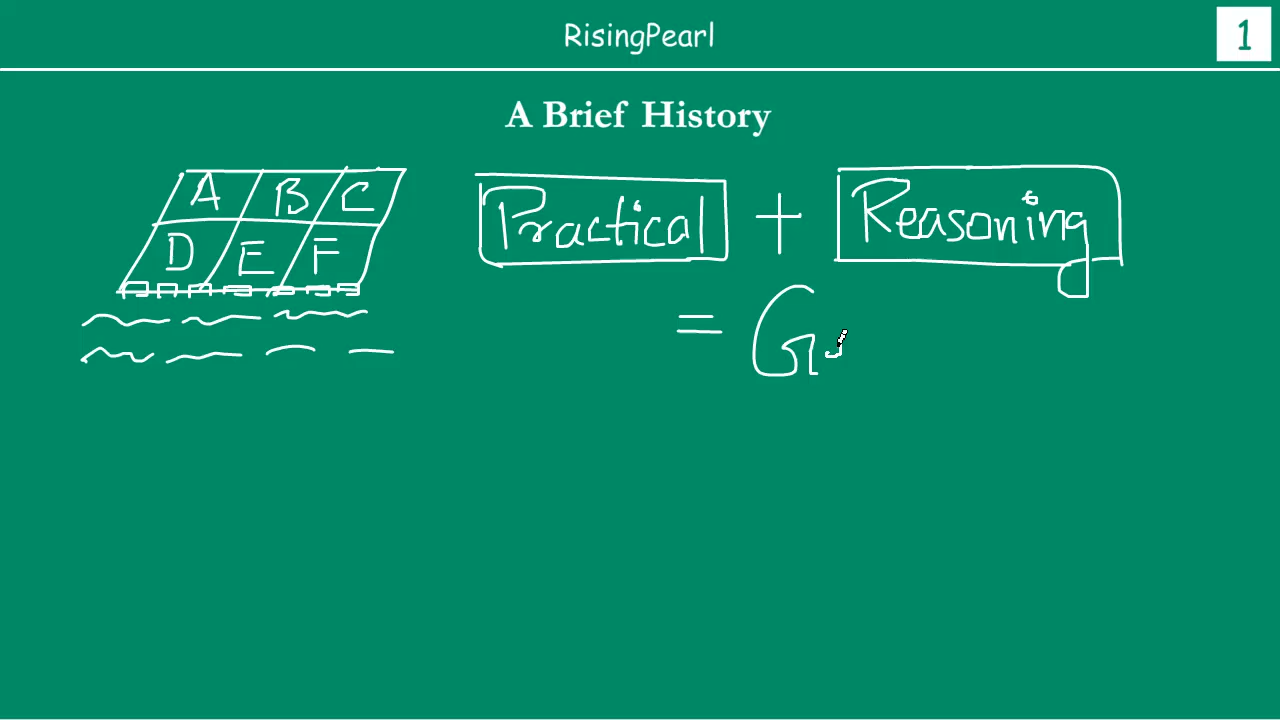 RisingPearl
1
A Brief History
A B C
D E F
Practical + Reasoning
= G